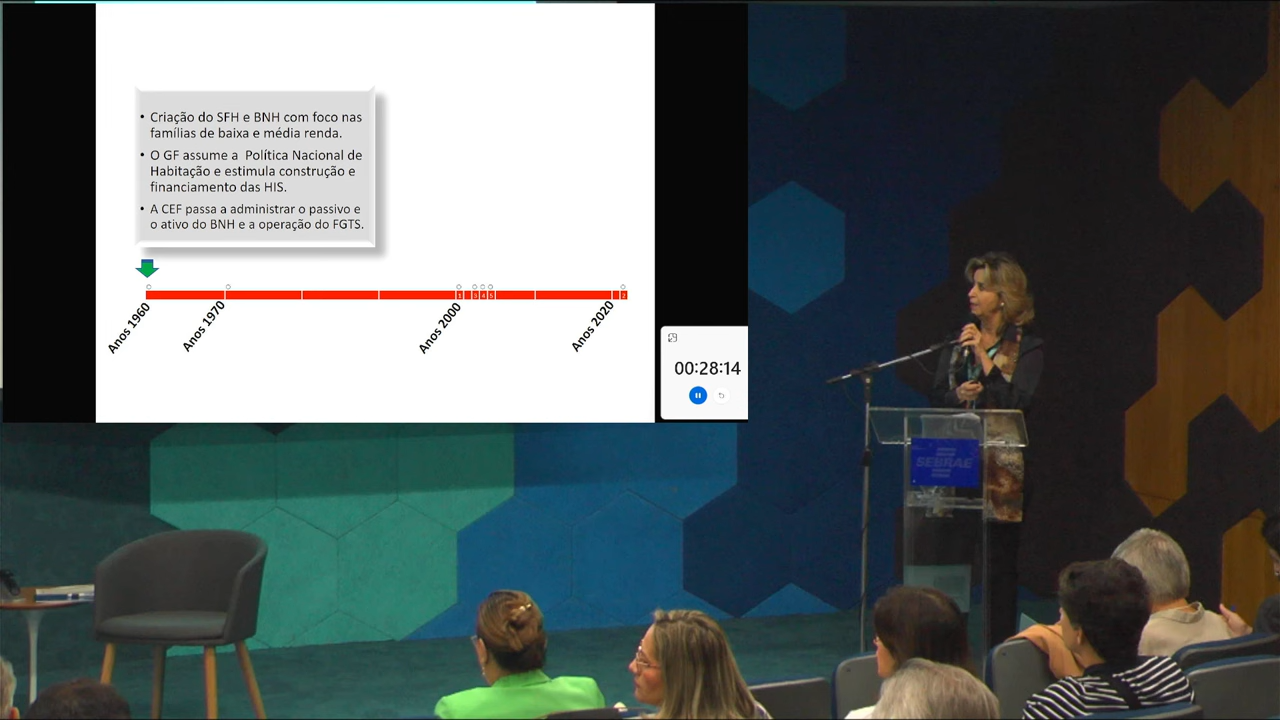 • Criação do SFH e BNH com foco nas
famílias de baixa e média renda.
• O GF assume a Política Nacional de
Habitação e estimula construção e
financiamento das HIS.
• A CEF passa a administrar o passivo e
o ativo do BNH e a operação do FGTS.
Anos 1960
Anos 1970
Anos 2000
Anos 2020
00:28:14
SEBRAE